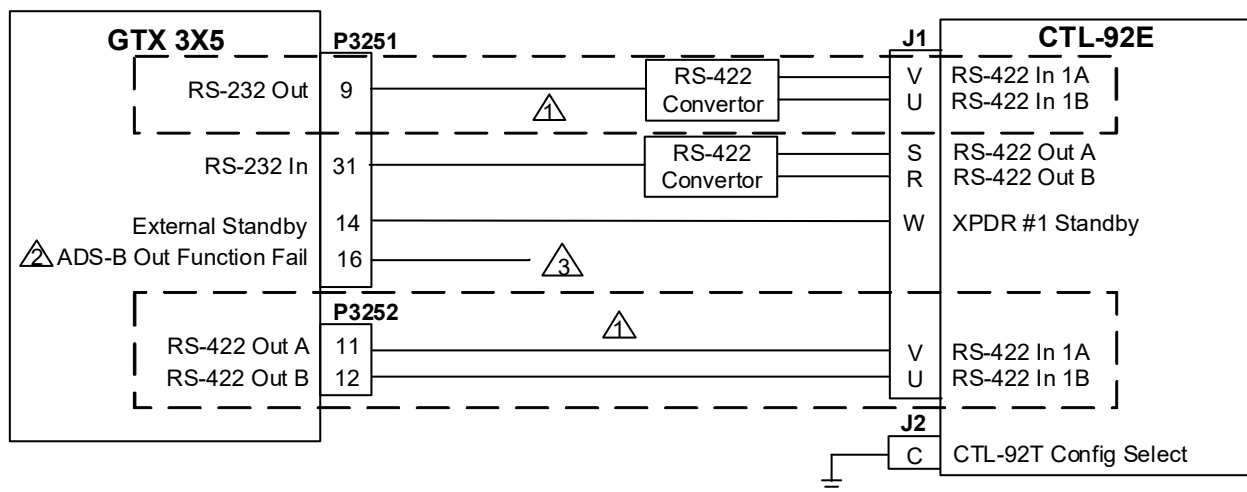 GTX 3X5
P3251
J1
CTL-92E
RS-232 Out
9
1
RS-422
Convertor
V
RS-422 In 1A
U
RS-422 In 1B
RS-232 In
31
RS-422
Convertor
S
RS-422 Out A
R
RS-422 Out B
External Standby
14
W
XPDR #1 Standby
2 ADS-B Out Function Fail
16
3
P3252
1
RS-422 Out A
11
V
RS-422 In 1A
RS-422 Out B
12
U
RS-422 In 1B
J2
C
CTL-92T Config Select